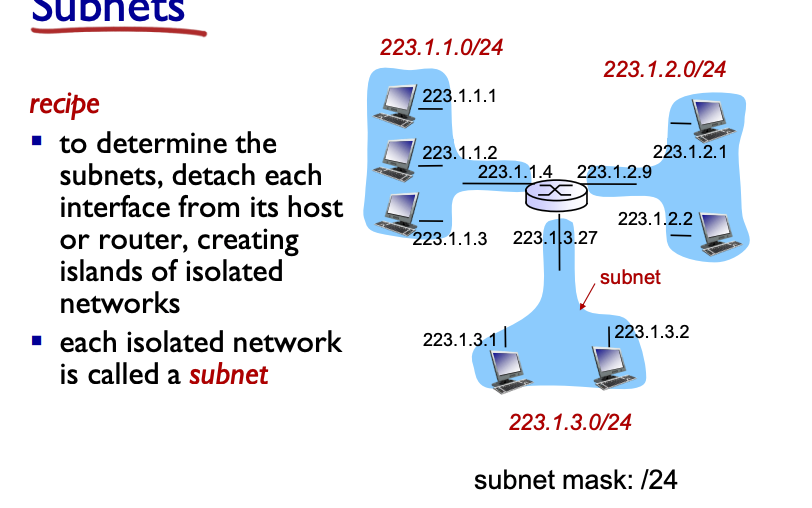 Subnets
recipe
▪ to determine the
subnets, detach each
interface from its host
or router, creating
islands of isolated
networks
▪ each isolated network
is called a subnet
223.1.1.0/24
223.1.2.0/24
223.1.1.1
223.1.1.2
223.1.1.4
223.1.2.9
223.1.2.1
223.1.1.3
223.1.3.27
223.1.2.2
subnet
223.1.3.1
223.1.3.2
223.1.3.0/24
subnet mask: /24